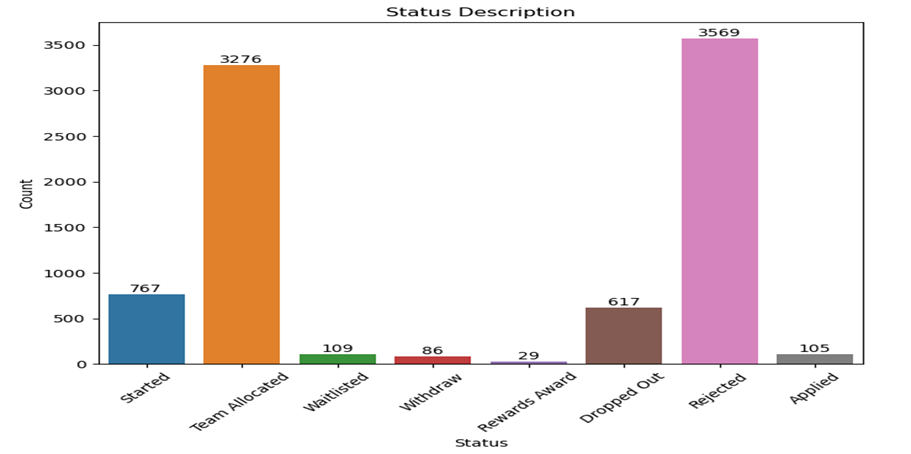 Status Description
3500
3000
2500
2000
1500
1000
500
0
Count
767
3276
109
86
29
617
3569
105
Started
Team Allocated
Waitlisted
Withdraw
Rewards Award
Dropped Out
Rejected
Applied
Status